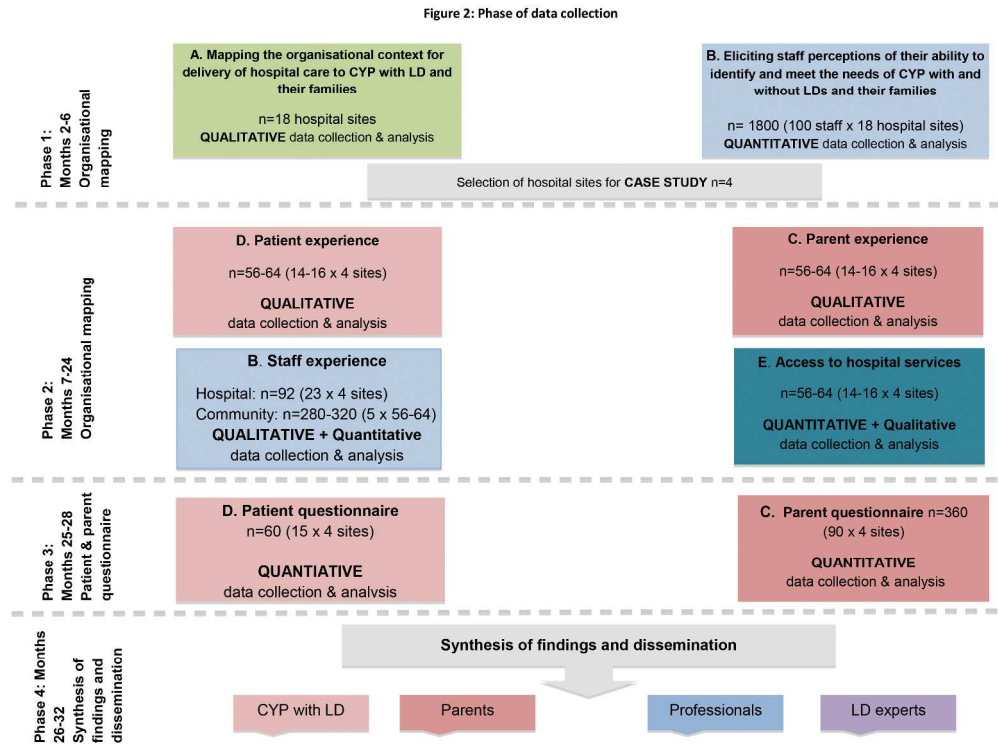 Figure 2: Phase of data collection
Phase 1:
Months 2-6
Organisational
mapping
A. Mapping the organisational context for
delivery of hospital care to CYP with LD and
their families
n=18 hospital sites
QUALITATIVE data collection & analysis
B. Eliciting staff perceptions of their ability to
identify and meet the needs of CYP with and
without LDs and their families
n= 1800 (100 staff x 18 hospital sites)
QUANTITATIVE data collection & analysis
Selection of hospital sites for CASE STUDY n=4
Phase 2:
Months 7-24
Organisational mapping
D. Patient experience
n=56-64 (14-16 x 4 sites)
QUALITATIVE
data collection & analysis
C. Parent experience
n=56-64 (14-16 x 4 sites)
QUALITATIVE
data collection & analysis
B. Staff experience
Hospital: n=92 (23 x 4 sites)
Community: n=280-320 (5 x 56-64)
QUALITATIVE + Quantitative
data collection & analysis
E. Access to hospital services
n=56-64 (14-16 x 4 sites)
QUANTITATIVE + Qualitative
data collection & analysis
Phase 3:
Months 25-28
Patient & parent
questionnaire
D. Patient questionnaire
n=60 (15 x 4 sites)
QUANTIATIVE
data collection & analysis
C. Parent questionnaire n=360
(90 x 4 sites)
QUANTITATIVE
data collection & analysis
Phase 4: Months
26-32
Synthesis of
findings and
dissemination
Synthesis of findings and dissemination
CYP with LD
Parents
Professionals
LD experts